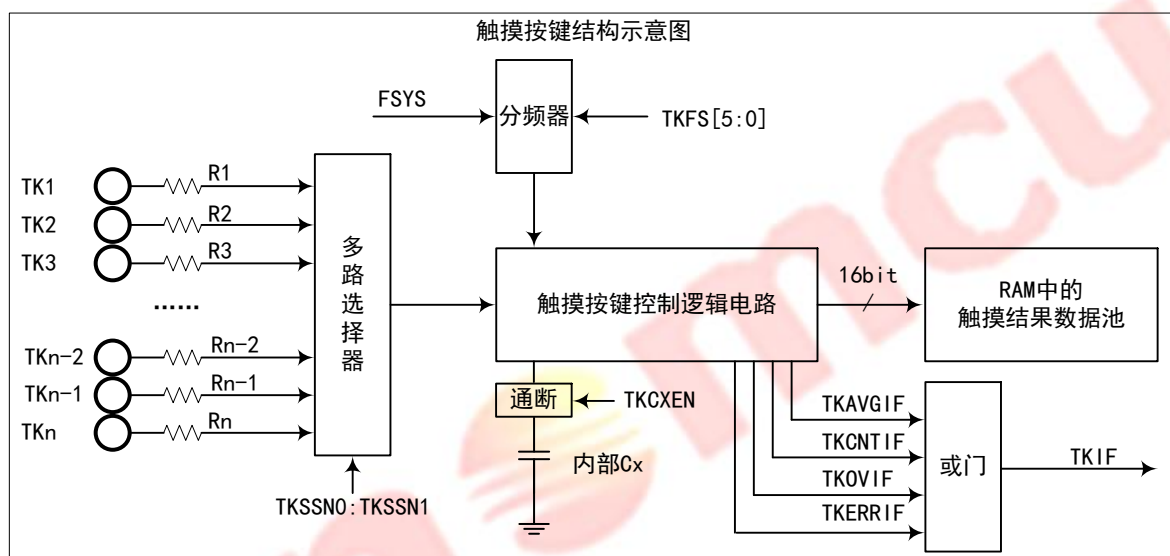 触摸按键结构示意图
FSYS
分频器
TKFS[5:0]
TK1
R1
TK2
R2
TK3
R3
……
TKn-2
Rn-2
TKn-1
Rn-1
TKn
Rn
多路选择器
TKSSN0:TKSSN1
触摸按键控制逻辑电路
16bit
RAM中的
触摸结果数据池
通断
TKCXEN
内部Cx
TKAVGIF
TKCNTIF
TKOVIF
TKERRIF
或门
TKIF
mcu